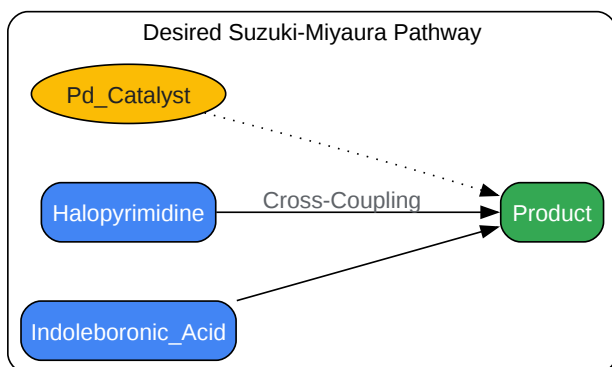 Desired Suzuki-Miyaura Pathway
Pd_Catalyst
Halopyrimidine
Cross-Coupling
Product
Indoleboronic_Acid